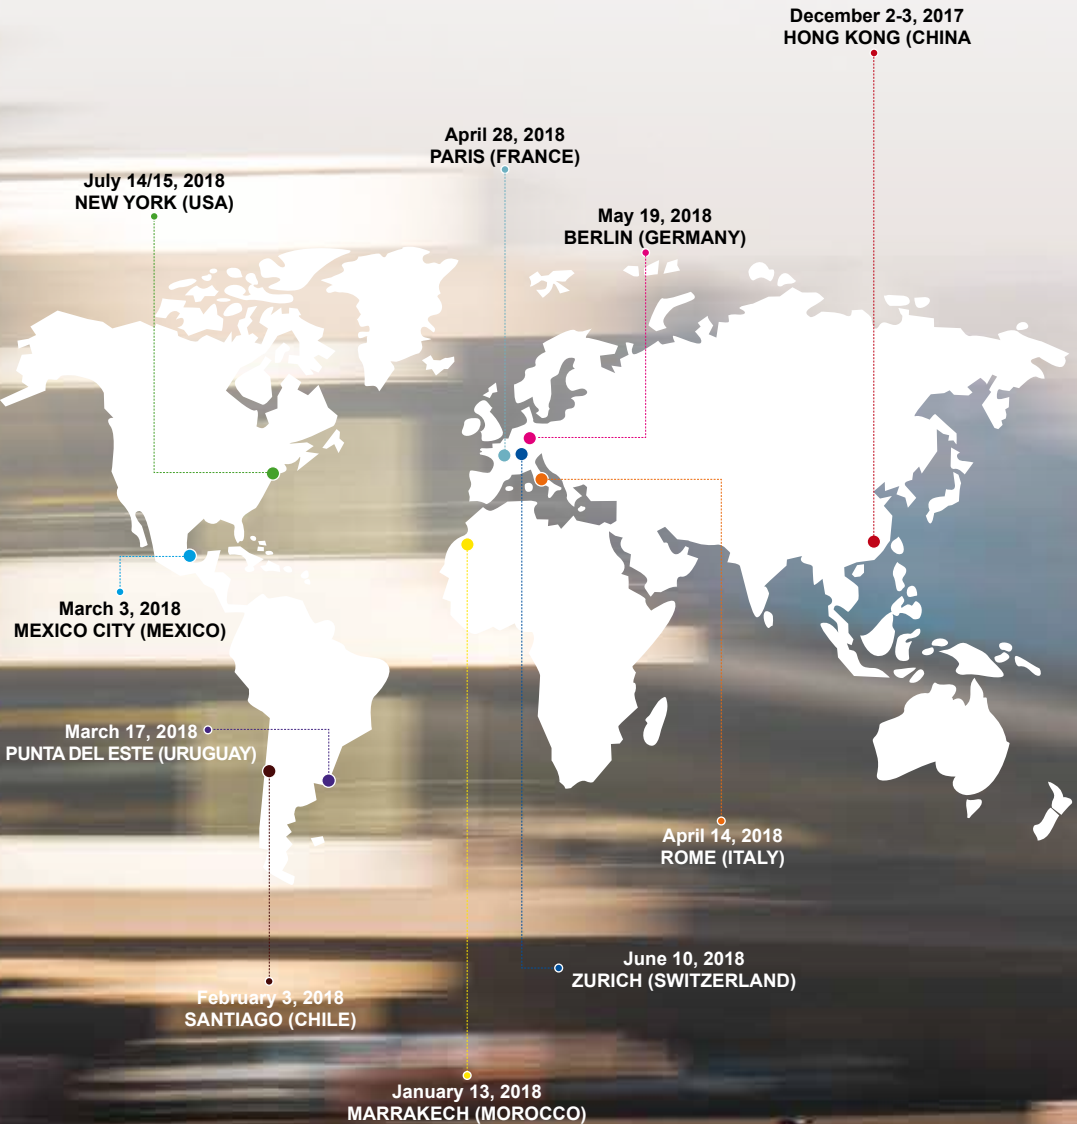 December 2-3, 2017
HONG KONG (CHINA
April 28, 2018
PARIS (FRANCE)
July 14/15, 2018
NEW YORK (USA)
May 19, 2018
BERLIN (GERMANY)
March 3, 2018
MEXICO CITY (MEXICO)
March 17, 2018
PUNTA DEL ESTE (URUGUAY)
April 14, 2018
ROME (ITALY)
June 10, 2018
ZURICH (SWITZERLAND)
February 3, 2018
SANTIAGO (CHILE)
January 13, 2018
MARRAKECH (MOROCCO)